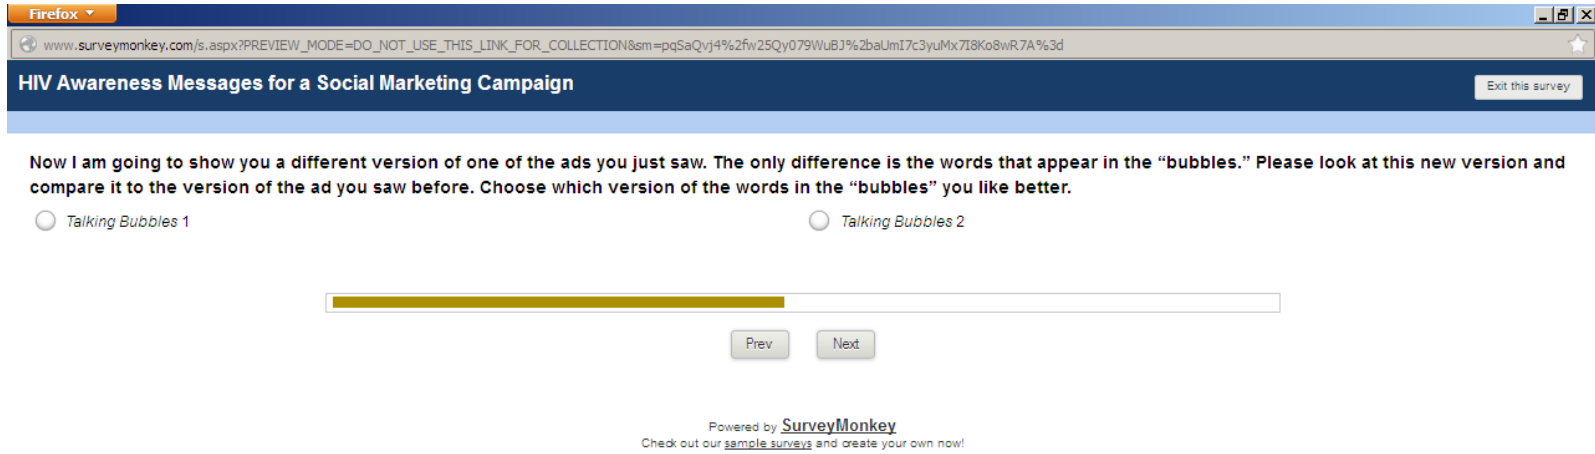 Firefox
www.surveymonkey.com/s.aspx?PREVIEW_MODE=DO_NOT_USE_THIS_LINK_FOR_COLLECTION&sm=pqSaQvj4%2fw25Qy079WuBJ%2baUmI7c3yuMx7I8Ko8wR7A%3d
HIV Awareness Messages for a Social Marketing Campaign
Exit this survey
Now I am going to show you a different version of one of the ads you just saw. The only difference is the words that appear in the “bubbles.” Please look at this new version and
compare it to the version of the ad you saw before. Choose which version of the words in the “bubbles” you like better.
Talking Bubbles 1 Talking Bubbles 2
Prev Next
Powered by SurveyMonkey
Check out our sample surveys and create your own now!